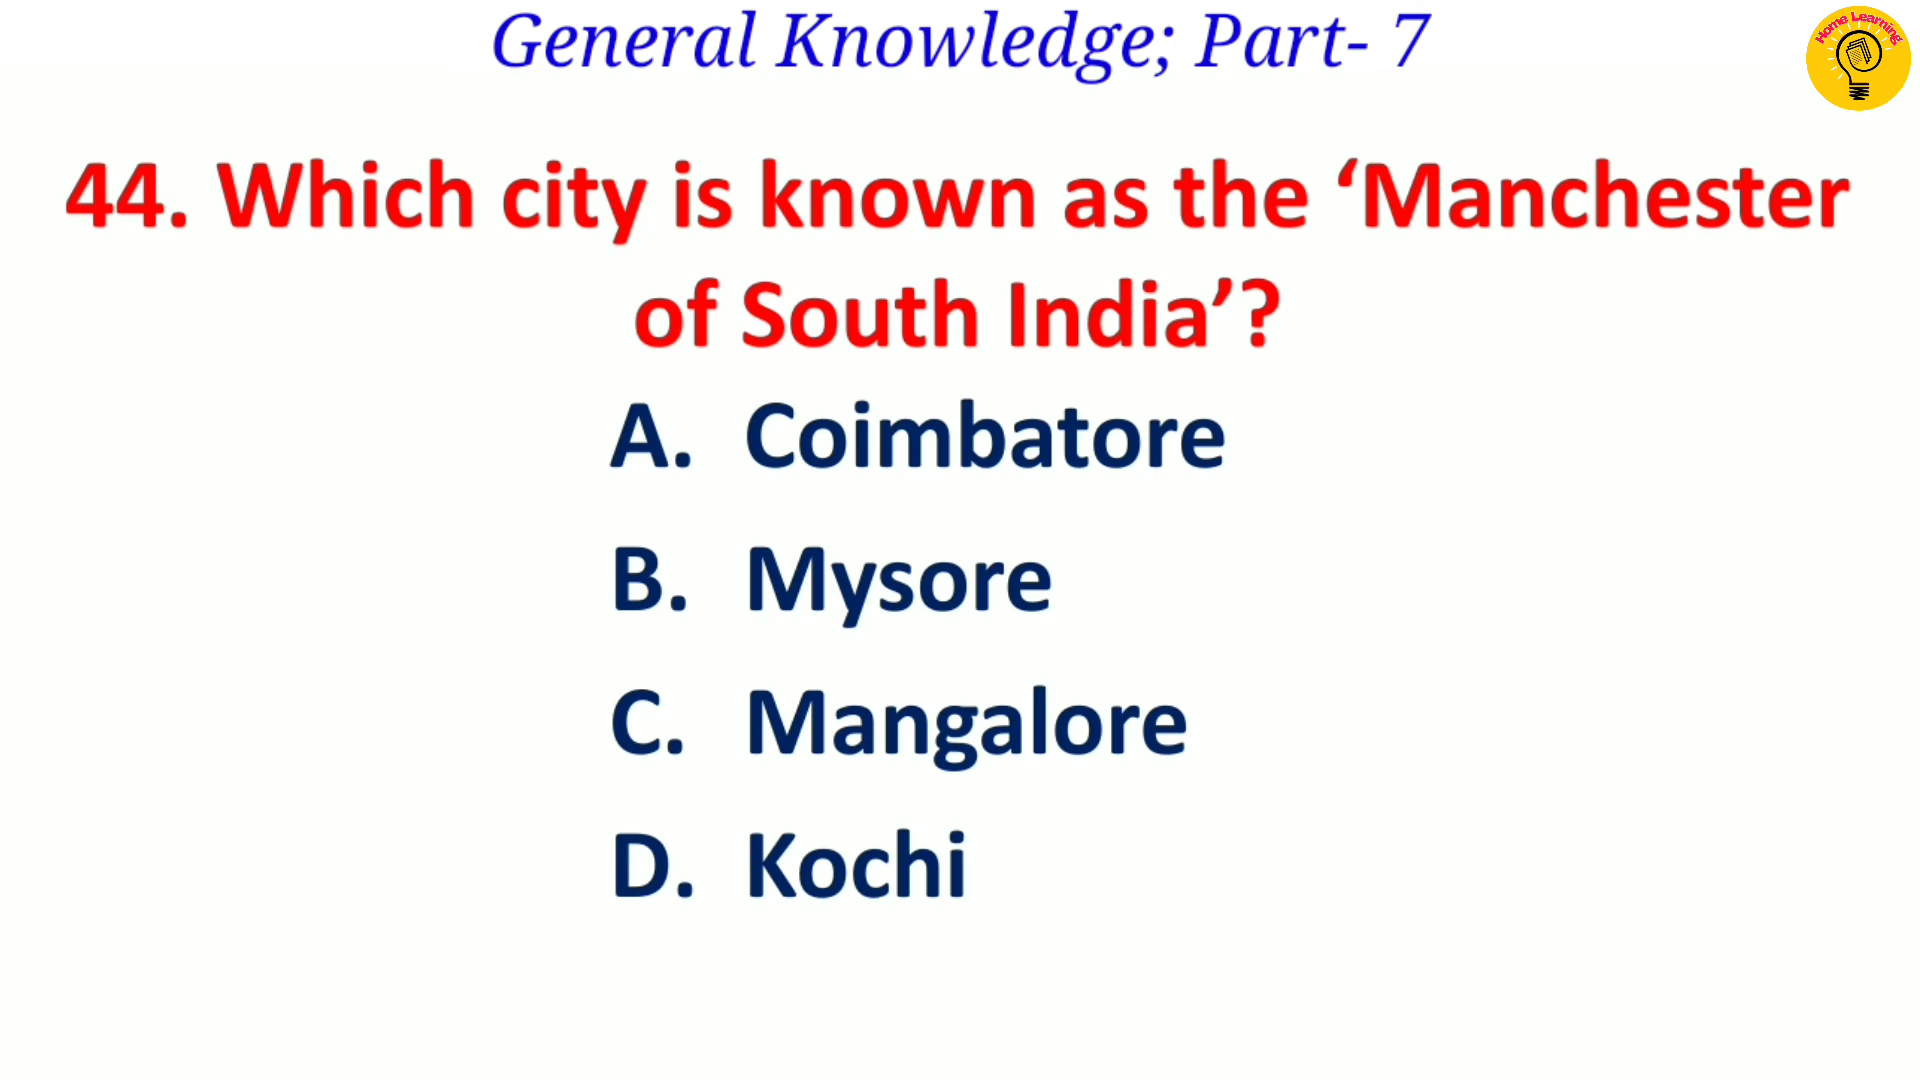 General Knowledge; Part- 7
Home Learning
44. Which city is known as the ‘Manchester
of South India’?
A. Coimbatore
B. Mysore
C. Mangalore
D. Kochi